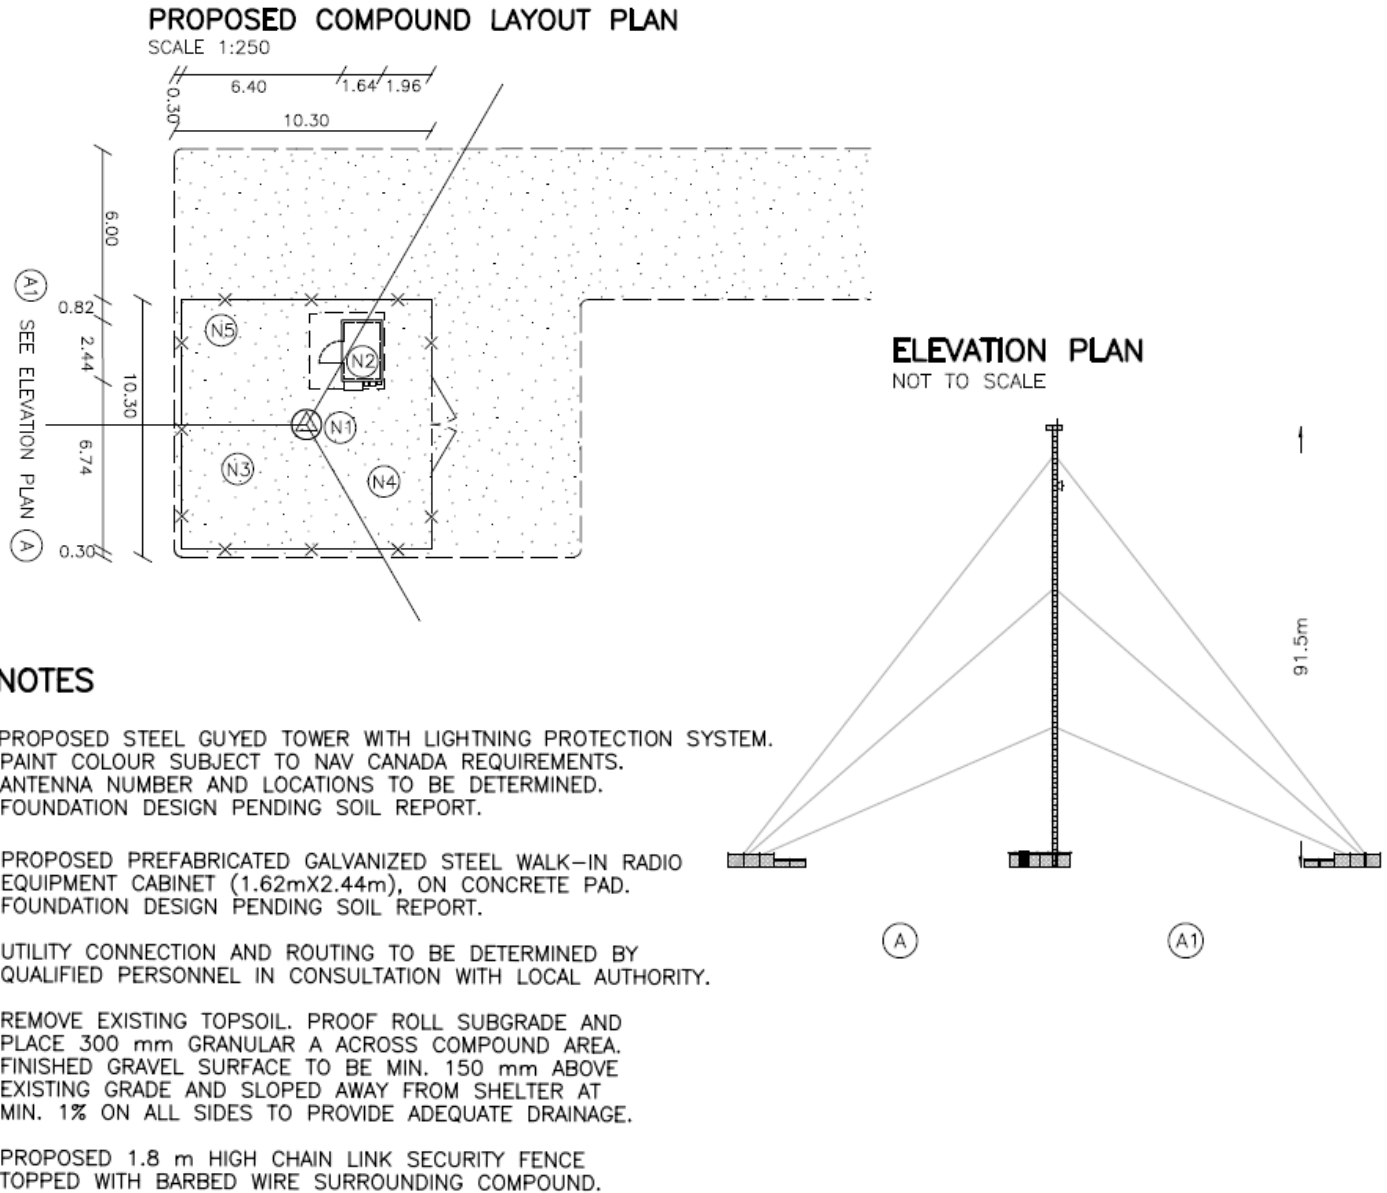 PROPOSED COMPOUND LAYOUT PLAN
SCALE 1:250
6.40
1.64
1.96
0.30
10.30
6.00
0.82
2.44
10.30
6.74
0.30
A1
SEE ELEVATION PLAN
A
N5
N2
N1
N3
N4
ELEVATION PLAN
NOT TO SCALE
91.5m
A
A1
NOTES
PROPOSED STEEL GUYED TOWER WITH LIGHTNING PROTECTION SYSTEM.
PAINT COLOUR SUBJECT TO NAV CANADA REQUIREMENTS.
ANTENNA NUMBER AND LOCATIONS TO BE DETERMINED.
FOUNDATION DESIGN PENDING SOIL REPORT.
PROPOSED PREFABRICATED GALVANIZED STEEL WALK-IN RADIO
EQUIPMENT CABINET (1.62mX2.44m), ON CONCRETE PAD.
FOUNDATION DESIGN PENDING SOIL REPORT.
UTILITY CONNECTION AND ROUTING TO BE DETERMINED BY
QUALIFIED PERSONNEL IN CONSULTATION WITH LOCAL AUTHORITY.
REMOVE EXISTING TOPSOIL. PROOF ROLL SUBGRADE AND
PLACE 300 mm GRANULAR A ACROSS COMPOUND AREA.
FINISHED GRAVEL SURFACE TO BE MIN. 150 mm ABOVE
EXISTING GRADE AND SLOPED AWAY FROM SHELTER AT
MIN. 1% ON ALL SIDES TO PROVIDE ADEQUATE DRAINAGE.
PROPOSED 1.8 m HIGH CHAIN LINK SECURITY FENCE
TOPPED WITH BARBED WIRE SURROUNDING COMPOUND.